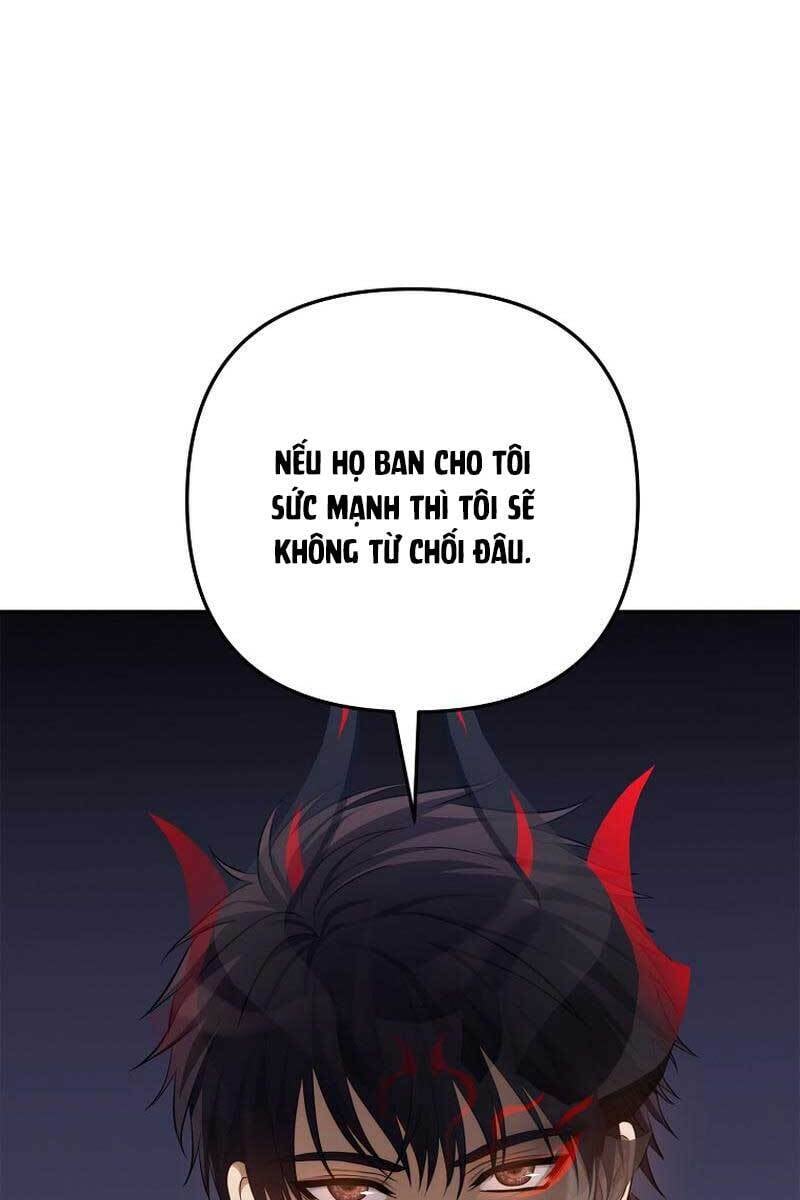 NẾU HỌ BAN CHO TÔI
SỨC MẠNH THÌ TÔI SẼ
KHÔNG TỪ CHỐI ĐÂU.